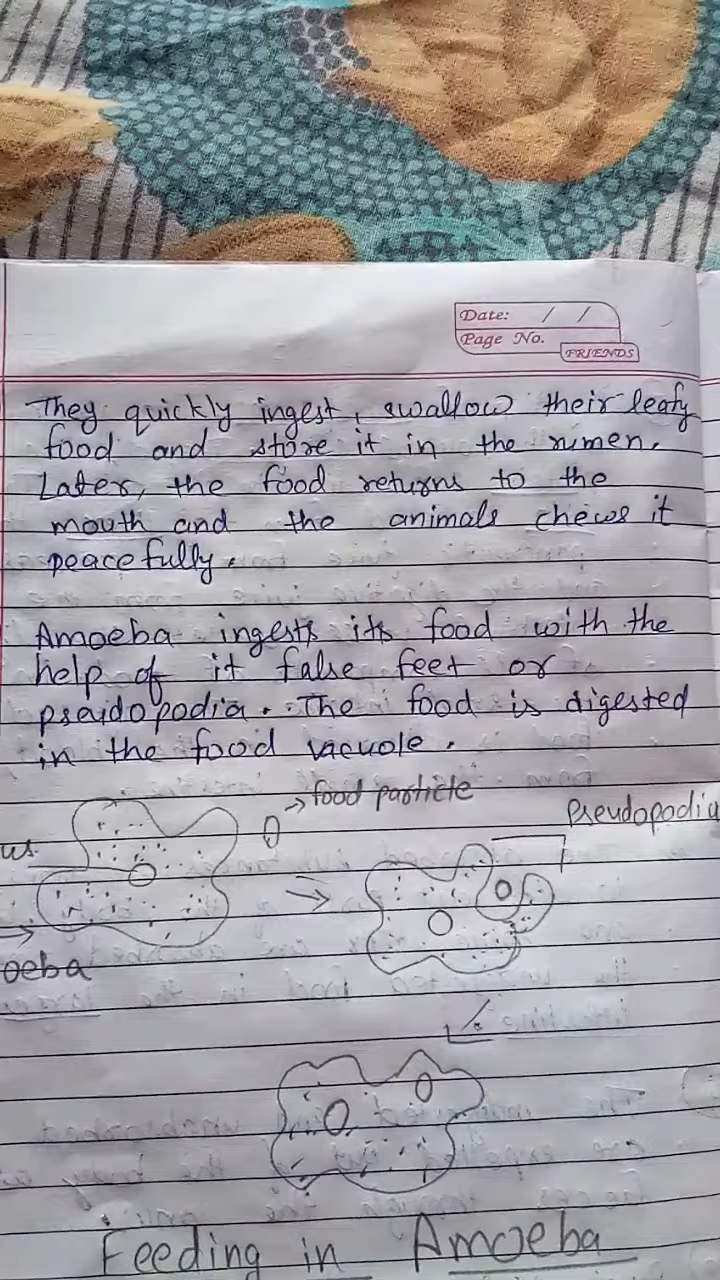 Date: / /
Page No.
FRIENDS
They quickly ingest, swallow their leafy
food and store it in the rumen.
Later, the food returns to the
mouth and the animals chews it
peacefully.
Amoeba ingests its food with the
help of it false feet or
pseudopodia. The food is digested
in the food vacuole.
food particle
Pseudopodia
us
oeba
Feeding in Amoeba